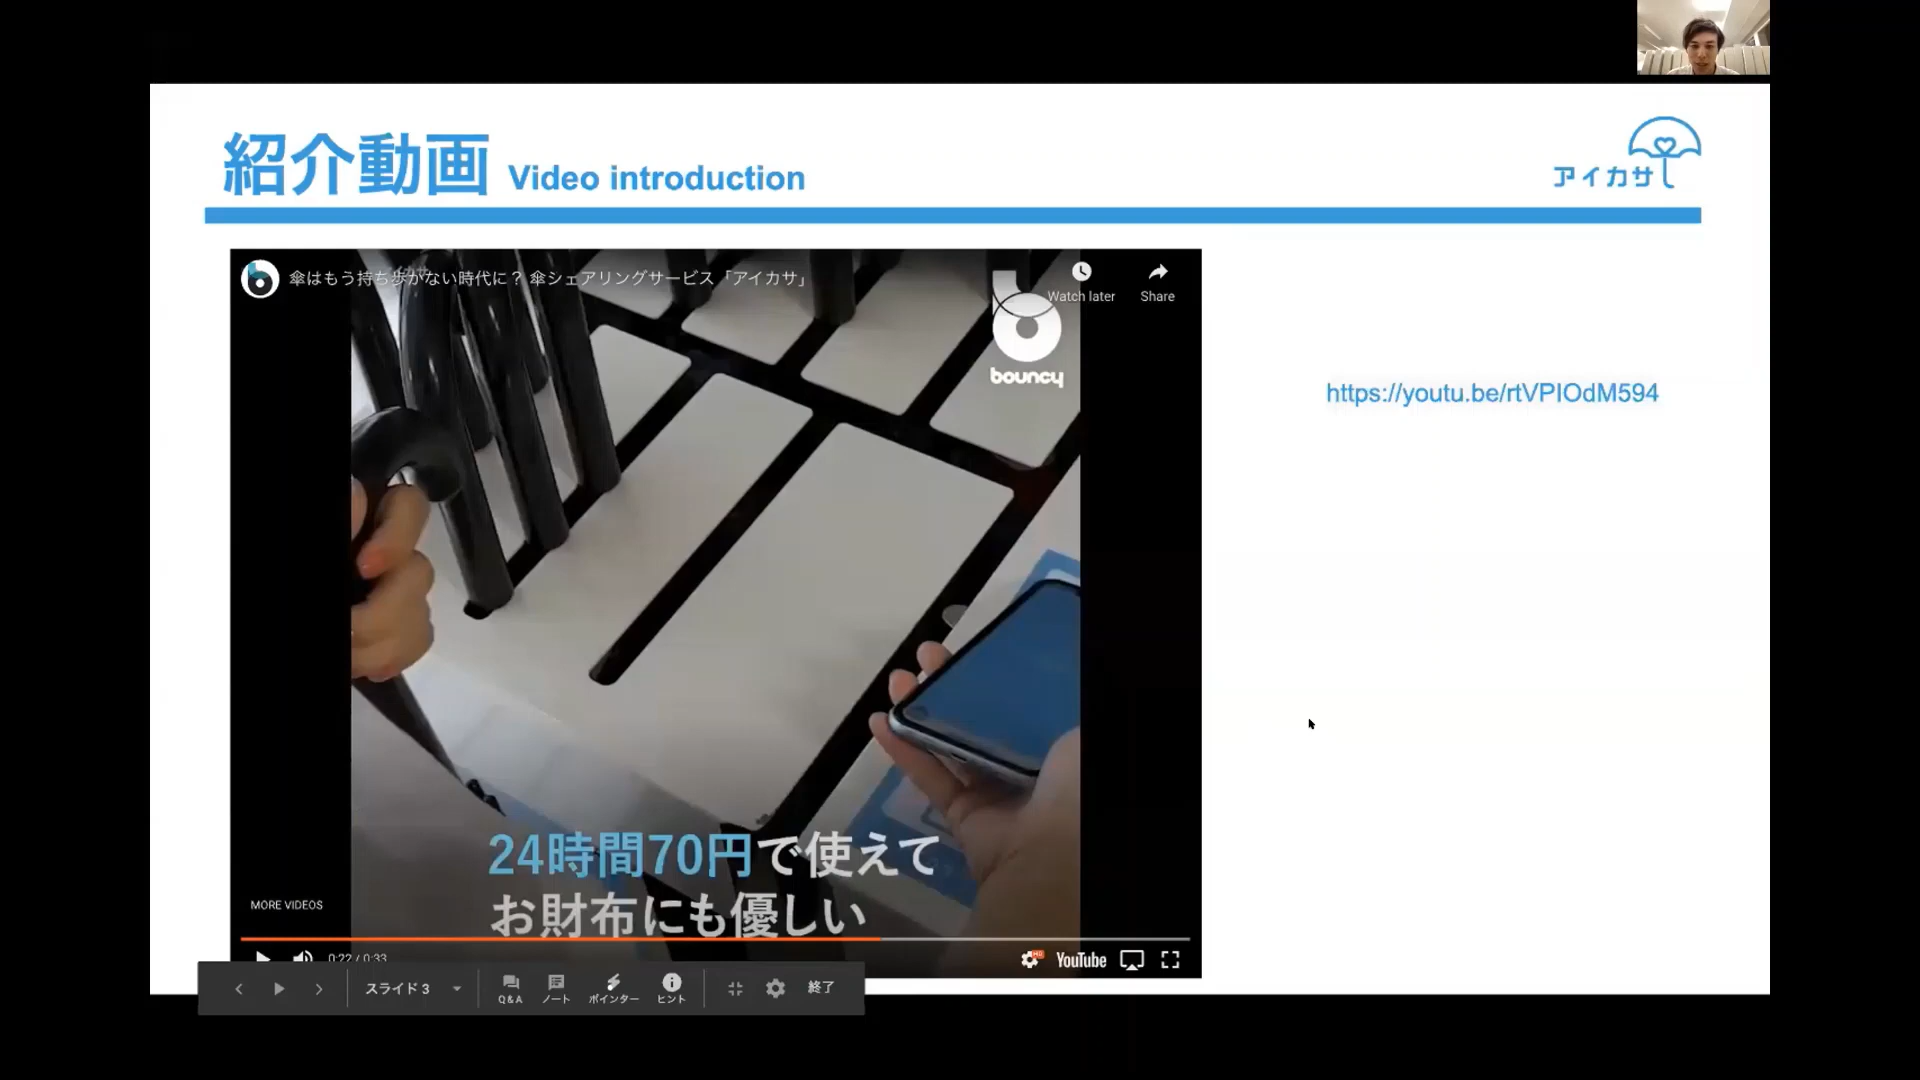 紹介動画 Video introduction
アイカサ
傘はもう持ち歩かない時代に？ 傘シェアリングサービス「アイカサ」
Watch later
Share
bouncy
https://youtu.be/rtVPIOdM594
24時間70円で使えて
お財布にも優しい
MORE VIDEOS
0:22 / 0:33
HD
YouTube
スライド 3
Q&A
ノート
ポインター
ヒント
終了